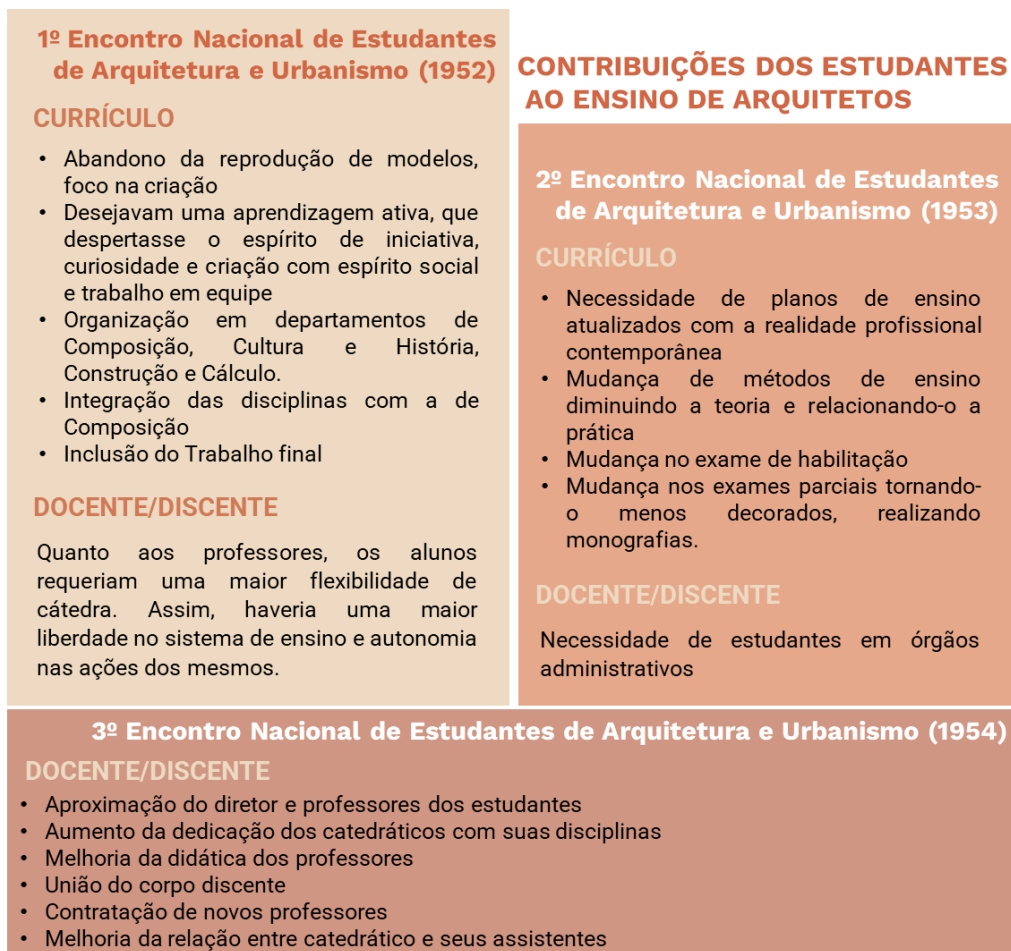 1º Encontro Nacional de Estudantes
de Arquitetura e Urbanismo (1952)
CURRÍCULO
• Abandono da reprodução de modelos,
foco na criação
• Desejavam uma aprendizagem ativa, que
despertasse o espírito de iniciativa,
curiosidade e criação com espírito social
e trabalho em equipe
• Organização em departamentos de
Composição, Cultura e História,
Construção e Cálculo.
• Integração das disciplinas com a de
Composição
• Inclusão do Trabalho final
DOCENTE/DISCENTE
Quanto aos professores, os alunos
requeriam uma maior flexibilidade de
cátedra. Assim, haveria uma maior
liberdade no sistema de ensino e autonomia
nas ações dos mesmos.
CONTRIBUIÇÕES DOS ESTUDANTES
AO ENSINO DE ARQUITETOS
2º Encontro Nacional de Estudantes
de Arquitetura e Urbanismo (1953)
CURRÍCULO
• Necessidade de planos de ensino
atualizados com a realidade profissional
contemporânea
• Mudança de métodos de ensino
diminuindo a teoria e relacionando-o a
prática
• Mudança no exame de habilitação
• Mudança nos exames parciais tornando-
o menos decorados, realizando
monografias.
DOCENTE/DISCENTE
Necessidade de estudantes em órgãos
administrativos
3º Encontro Nacional de Estudantes de Arquitetura e Urbanismo (1954)
DOCENTE/DISCENTE
• Aproximação do diretor e professores dos estudantes
• Aumento da dedicação dos catedráticos com suas disciplinas
• Melhoria da didática dos professores
• União do corpo discente
• Contratação de novos professores
• Melhoria da relação entre catedrático e seus assistentes